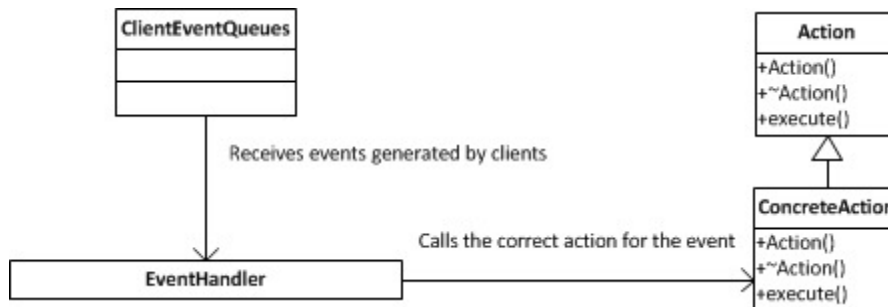 ClientEventQueues
Action
+Action()
+~Action()
+execute()
Receives events generated by clients
ConcreteAction
Calls the correct action for the event
+Action()
+~Action()
+execute()
EventHandler